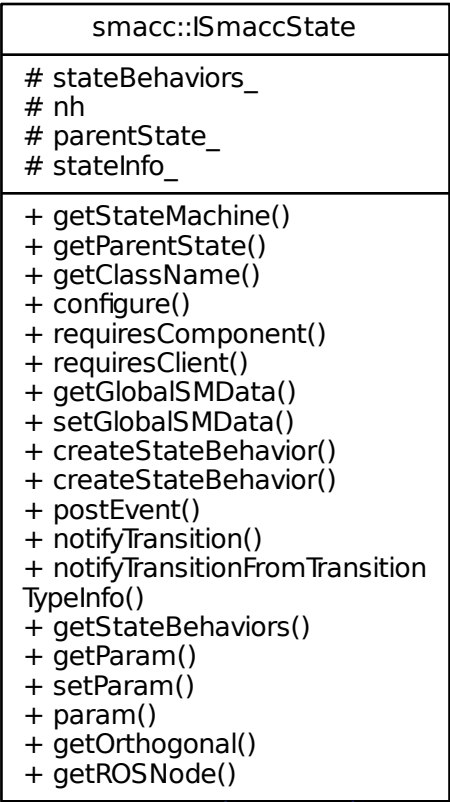 smacc::ISmaccState
# stateBehaviors_
# nh
# parentState_
# stateInfo_
+ getStateMachine()
+ getParentState()
+ getClassName()
+ configure()
+ requiresComponent()
+ requiresClient()
+ getGlobalSMData()
+ setGlobalSMData()
+ createStateBehavior()
+ createStateBehavior()
+ postEvent()
+ notifyTransition()
+ notifyTransitionFromTransition
TypeInfo()
+ getStateBehaviors()
+ getParam()
+ setParam()
+ param()
+ getOrthogonal()
+ getROSNode()